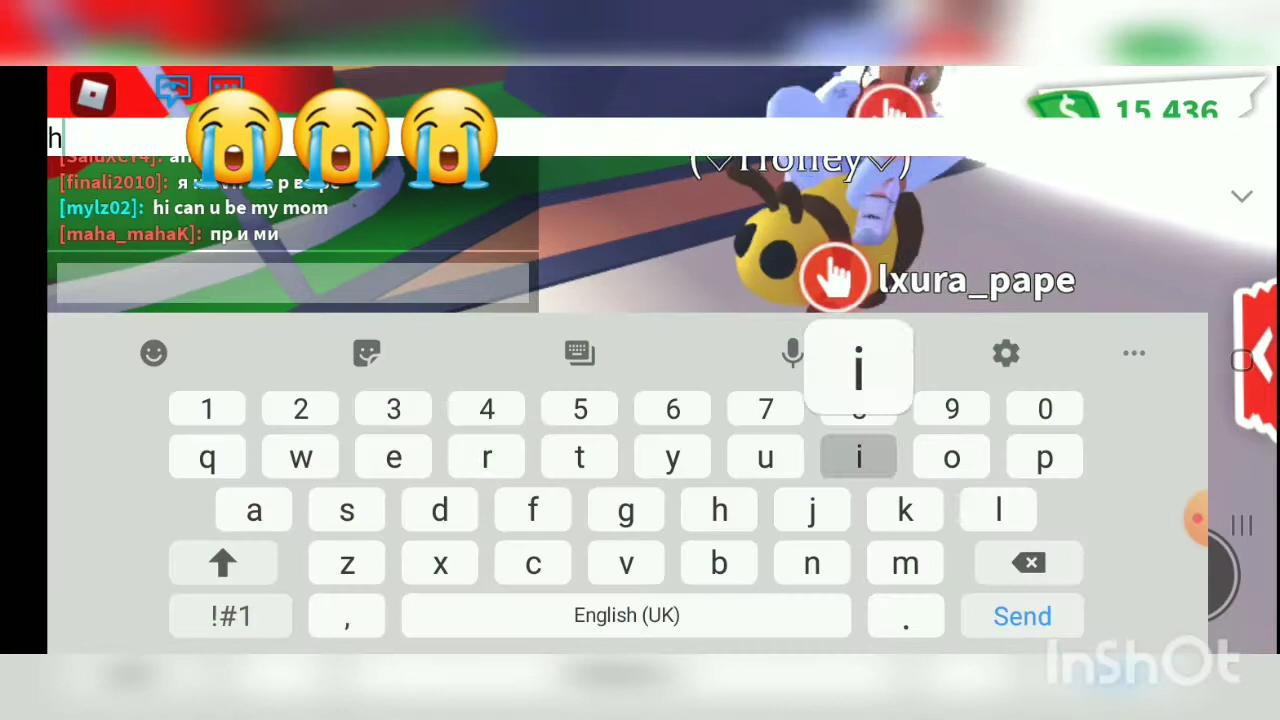 15,436
h
(♡Honey♡)
[finali2010]: я
[mylz02]: hi can u be my mom
[maha_mahaK]: пр и ми
lxura_pape
i
1 2 3 4 5 6 7 9 0
q w e r t y u i o p
a s d f g h j k l
z x c v b n m
!#1 , English (UK) . Send
InShOt